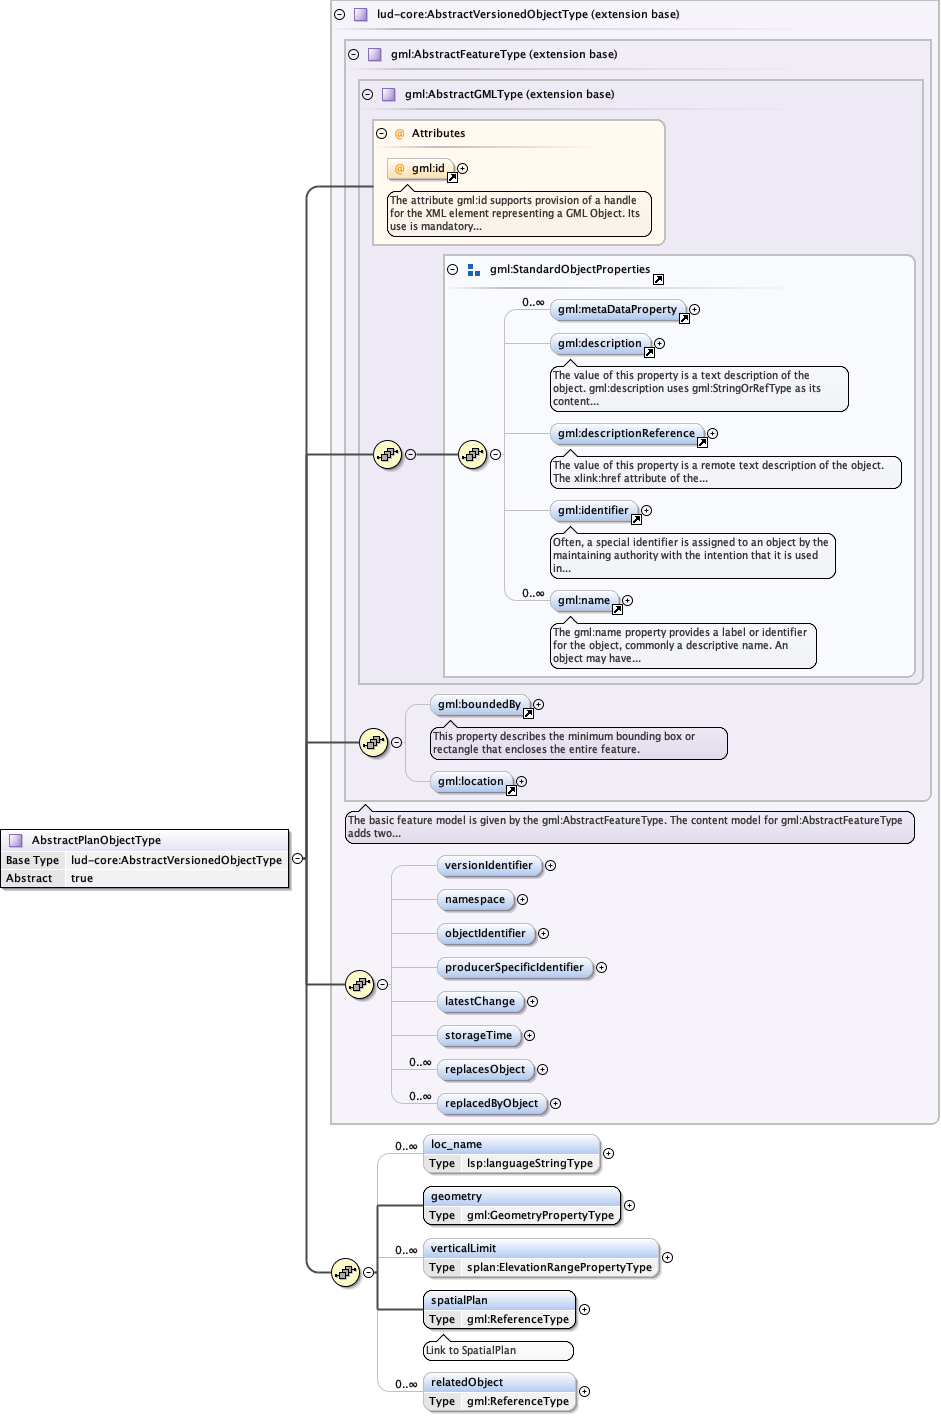 lud-core:AbstractVersionedObjectType (extension base)
gml:AbstractFeatureType (extension base)
gml:AbstractGMLType (extension base)
@ Attributes
@ gml:id
The attribute gml:id supports provision of a handle
for the XML element representing a GML Object. Its
use is mandatory...
gml:StandardObjectProperties
0..∞
gml:metaDataProperty
gml:description
The value of this property is a text description of the
object. gml:description uses gml:StringOrRefType as its
content...
gml:descriptionReference
The value of this property is a remote text description of the object.
The xlink:href attribute of the...
gml:identifier
Often, a special identifier is assigned to an object by the
maintaining authority with the intention that it is used
in...
0..∞
gml:name
The gml:name property provides a label or identifier
for the object, commonly a descriptive name. An
object may have...
gml:boundedBy
This property describes the minimum bounding box or
rectangle that encloses the entire feature.
gml:location
The basic feature model is given by the gml:AbstractFeatureType. The content model for gml:AbstractFeatureType
adds two...
AbstractPlanObjectType
Base Type lud-core:AbstractVersionedObjectType
Abstract true
versionIdentifier
namespace
objectIdentifier
producerSpecificIdentifier
latestChange
storageTime
0..∞
replacesObject
0..∞
replacedByObject
0..∞
loc_name
Type lsp:languageStringType
geometry
Type gml:GeometryPropertyType
0..∞
verticalLimit
Type splan:ElevationRangePropertyType
spatialPlan
Type gml:ReferenceType
Link to SpatialPlan
0..∞
relatedObject
Type gml:ReferenceType